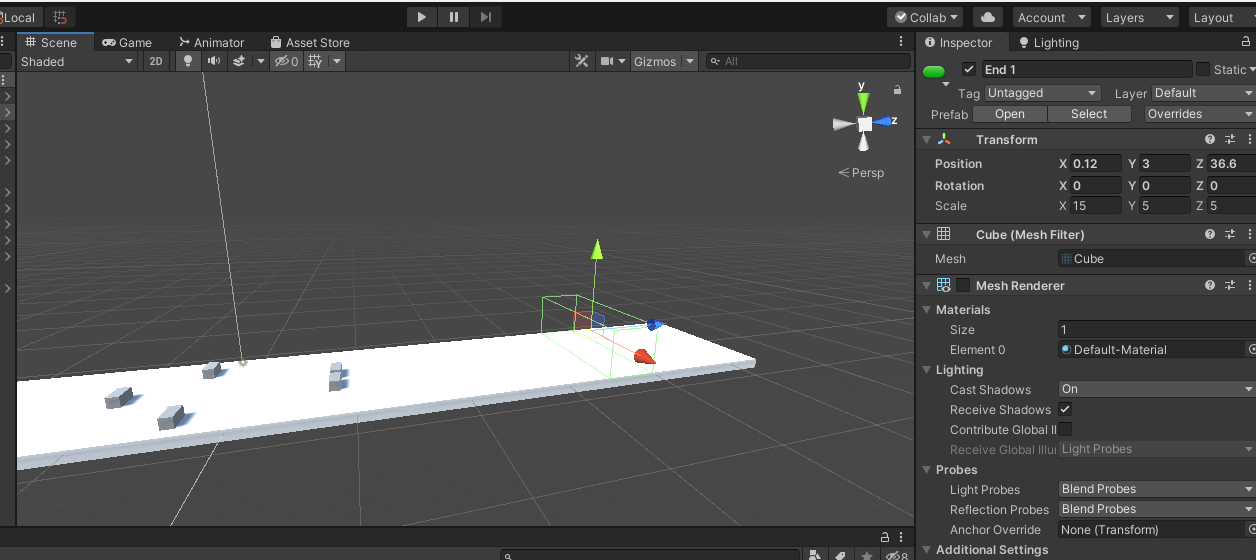 Local
Collab Account Layers Layout
Scene Game Animator Asset Store
Inspector Lighting
Shaded 2D 0 Gizmos All
End 1 Static
Tag Untagged Layer Default
Prefab Open Select Overrides
Transform
Position X 0.12 Y 3 Z 36.6
Rotation X 0 Y 0 Z 0
Scale X 15 Y 5 Z 5
Cube (Mesh Filter)
Mesh Cube
Mesh Renderer
Materials
Size 1
Element 0 Default-Material
Lighting
Cast Shadows On
Receive Shadows
Contribute Global Il
Receive Global Illur Light Probes
Probes
Light Probes Blend Probes
Reflection Probes Blend Probes
Anchor Override None (Transform)
Additional Settings
y
z
Persp
8